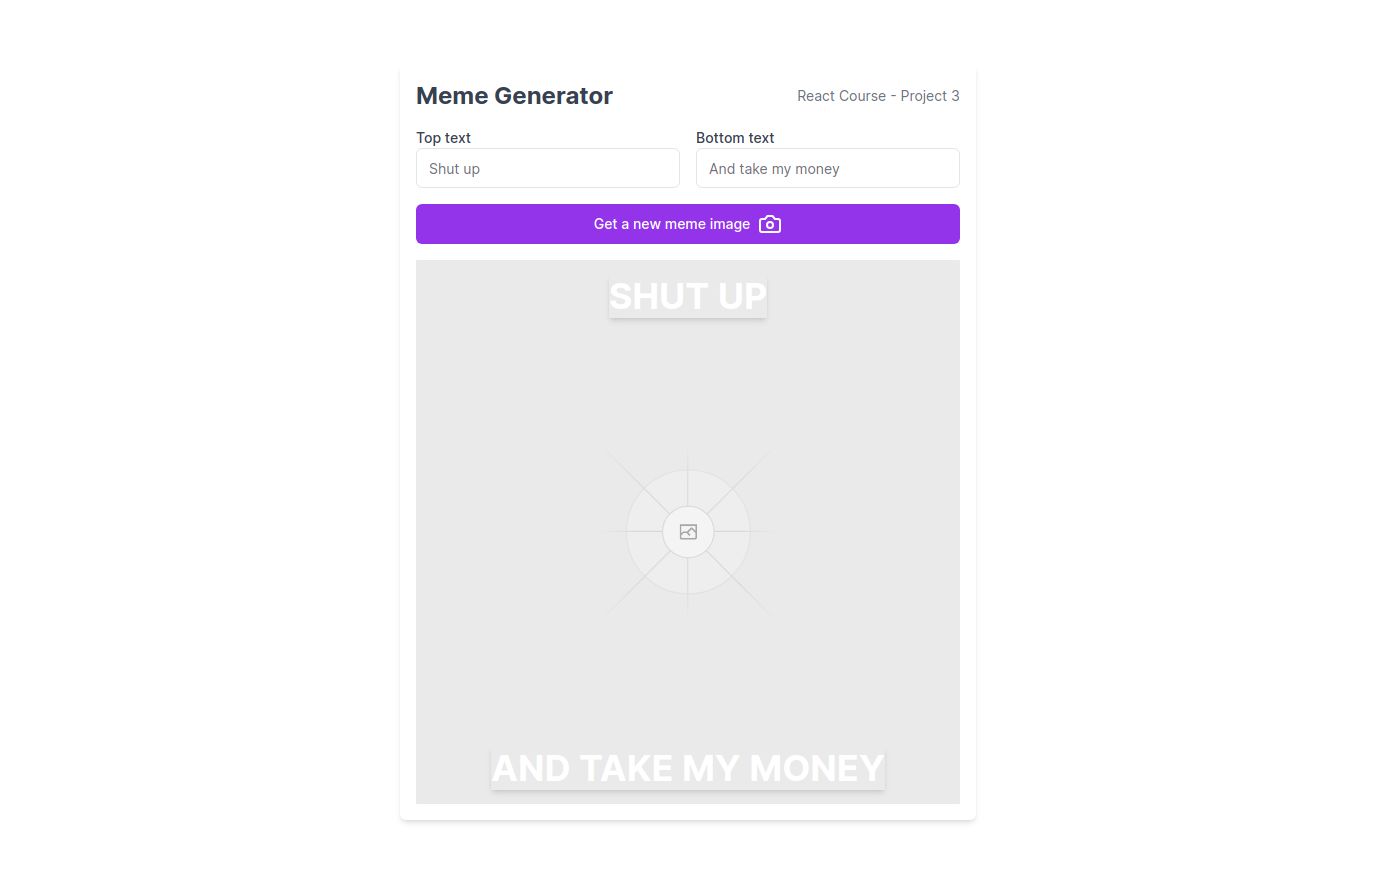 Meme Generator
React Course - Project 3
Top text
Bottom text
Shut up
And take my money
Get a new meme image
SHUT UP
AND TAKE MY MONEY